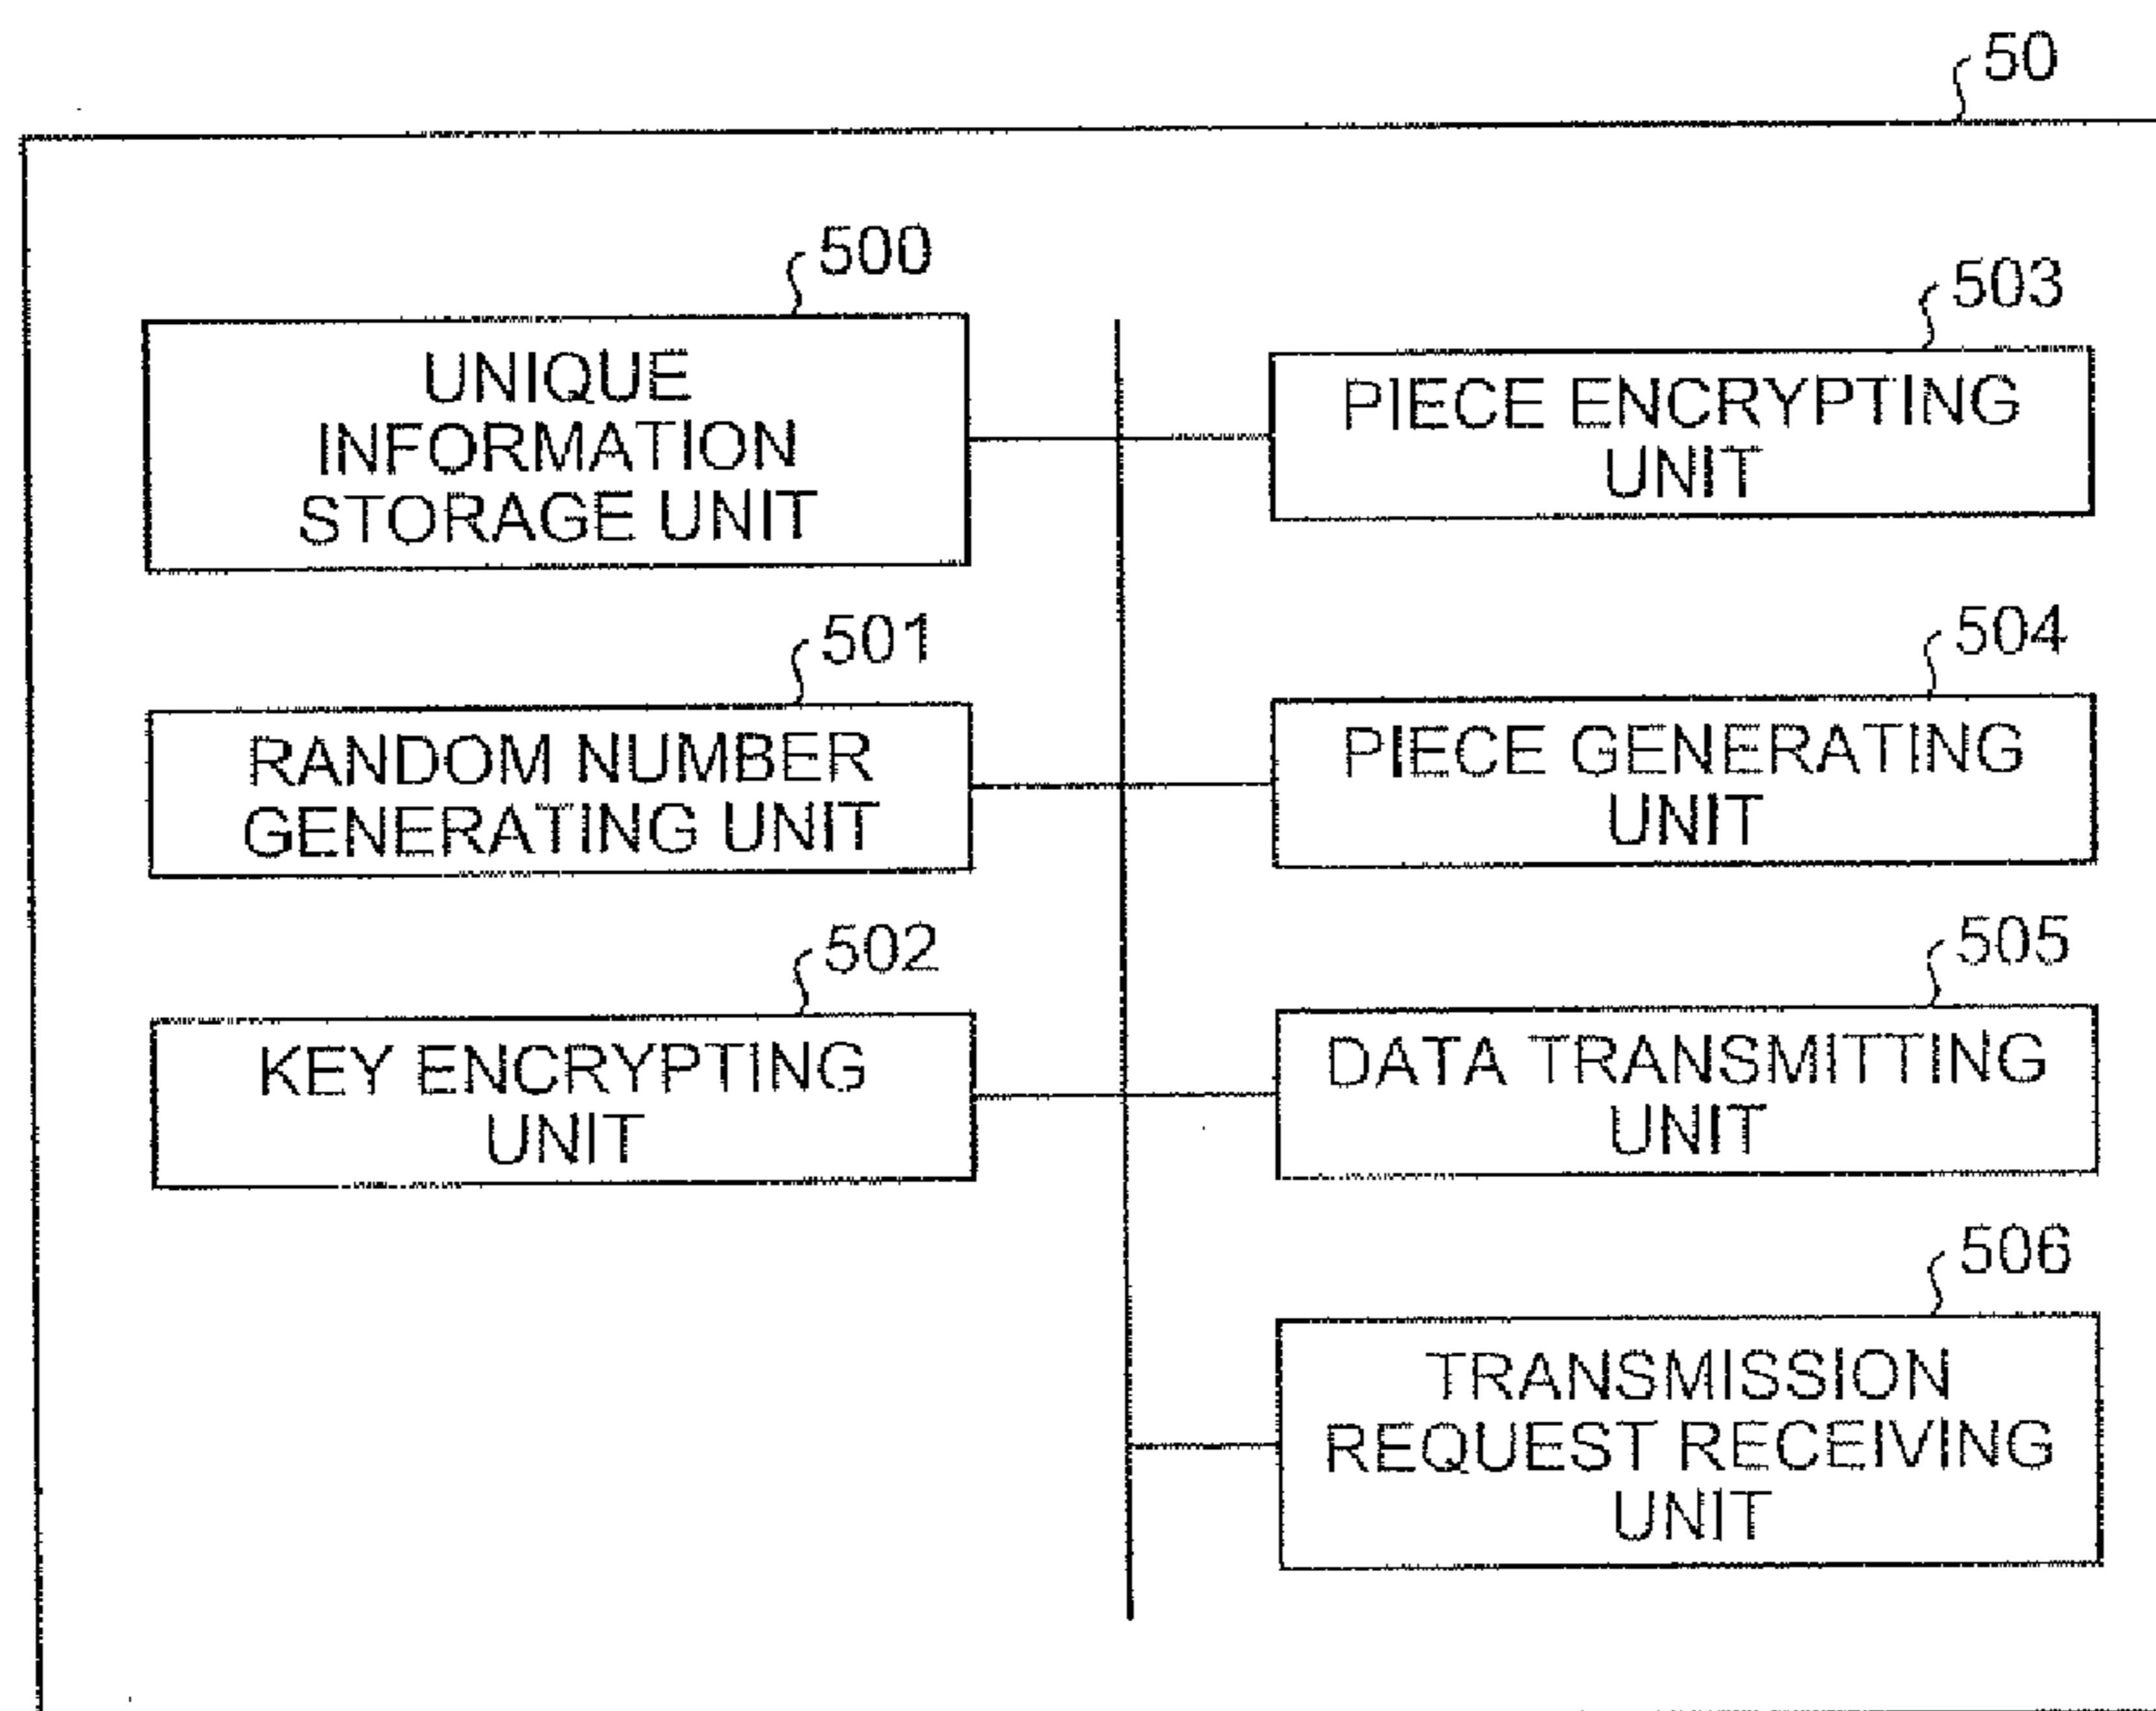 50
500
UNIQUE
INFORMATION
STORAGE UNIT
501
RANDOM NUMBER
GENERATING UNIT
502
KEY ENCRYPTING
UNIT
503
PIECE ENCRYPTING
UNIT
504
PIECE GENERATING
UNIT
505
DATA TRANSMITTING
UNIT
506
TRANSMISSION
REQUEST RECEIVING
UNIT